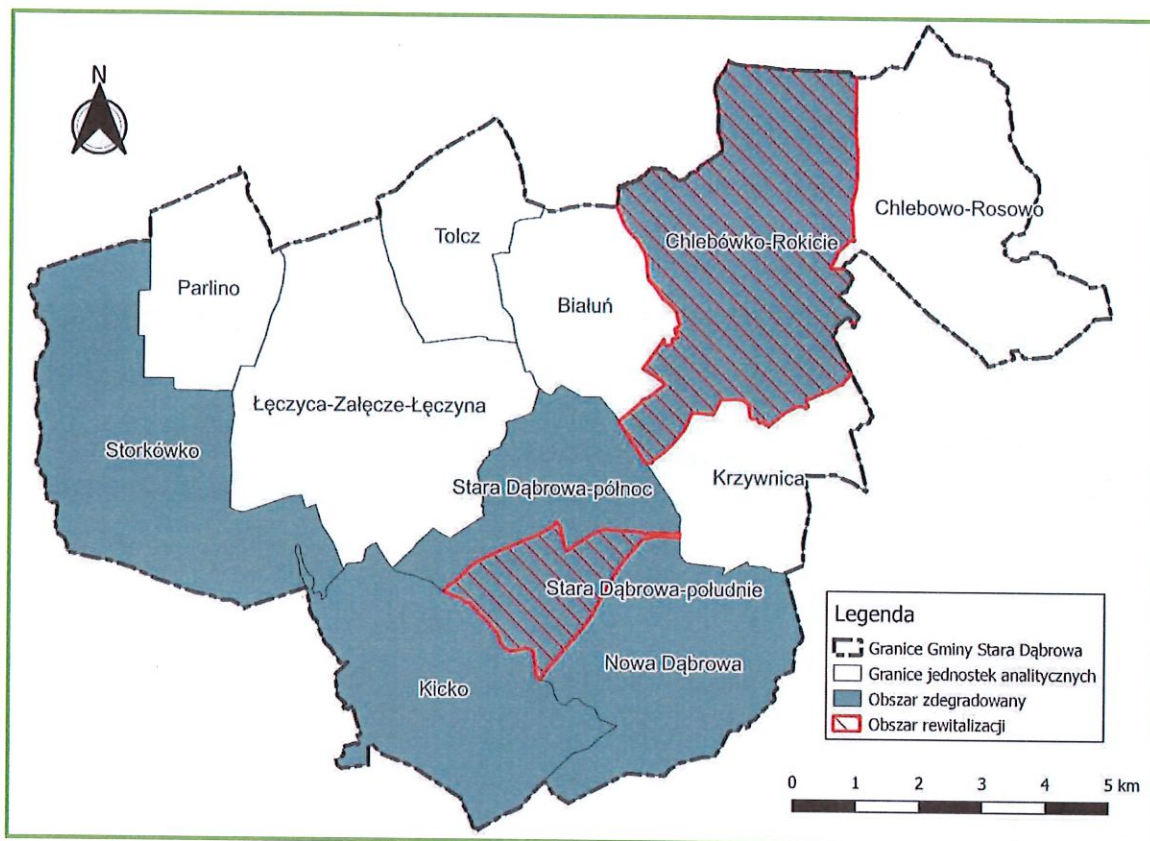 N
Chlebowo-Rosowo
Tolcz
Chlebówko-Rokicie
Parlino
Białuń
Łęczyca-Załęcze-Łęczyna
Storkówko
Krzywnica
Stara Dąbrowa-północ
Stara Dąbrowa-południe
Nowa Dąbrowa
Kicko
Legenda
Granice Gminy Stara Dąbrowa
Granice jednostek analitycznych
Obszar zdegradowany
Obszar rewitalizacji
0 1 2 3 4 5 km